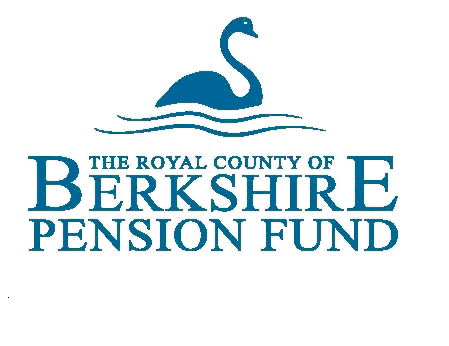 THE ROYAL COUNTY OF
BERKSHIRE
PENSION FUND